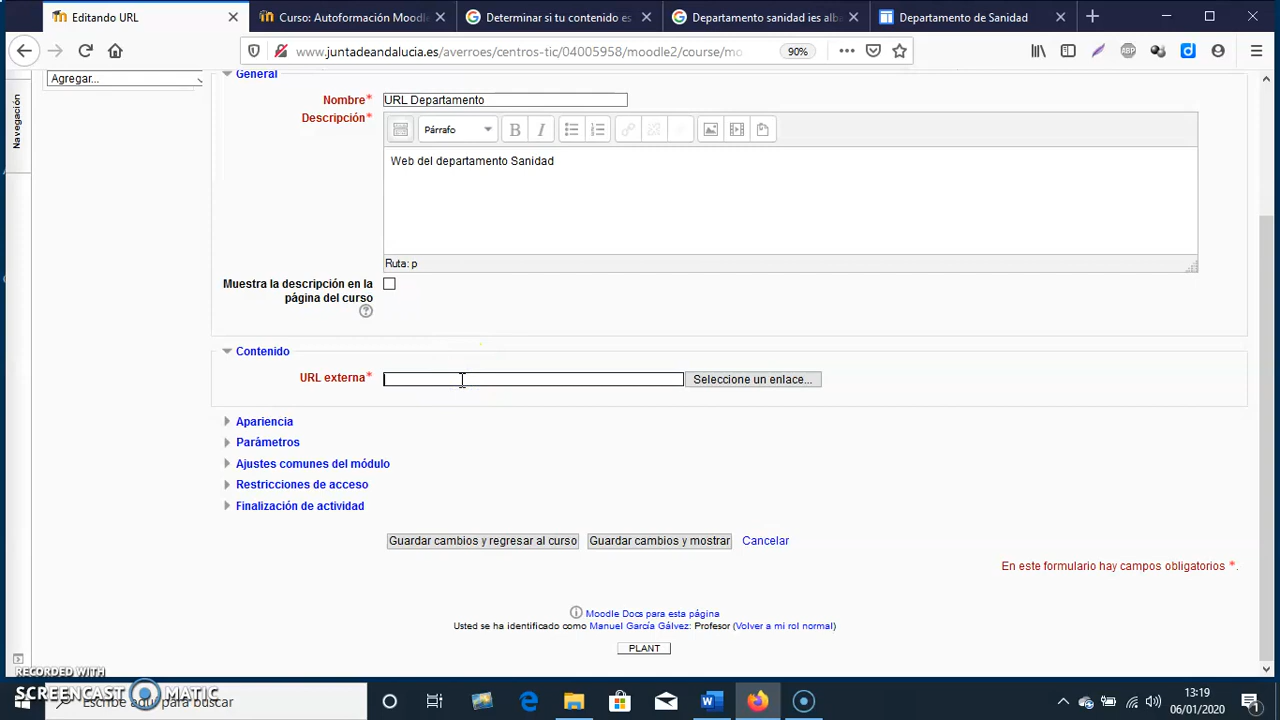 Editando URL
Curso: Autoformación Moodle
Determinar si tu contenido es
Departamento sanidad ies alba
Departamento de Sanidad
www.juntadeandalucia.es/averroes/centros-tic/04005958/moodle2/course/mo
90%
ABP
Agregar...
Navegación
General
Nombre*
URL Departamento
Descripción*
Párrafo
B I
Web del departamento Sanidad
Ruta: p
Muestra la descripción en la
página del curso
Contenido
URL externa*
Seleccione un enlace...
Apariencia
Parámetros
Ajustes comunes del módulo
Restricciones de acceso
Finalización de actividad
Guardar cambios y regresar al curso
Guardar cambios y mostrar
Cancelar
En este formulario hay campos obligatorios *.
Moodle Docs para esta página
Usted se ha identificado como Manuel García Gálvez: Profesor (Volver a mi rol normal)
PLANT
RECORDED WITH
SCREENCAST MATIC
Escribe aquí para buscar
13:19
06/01/2020